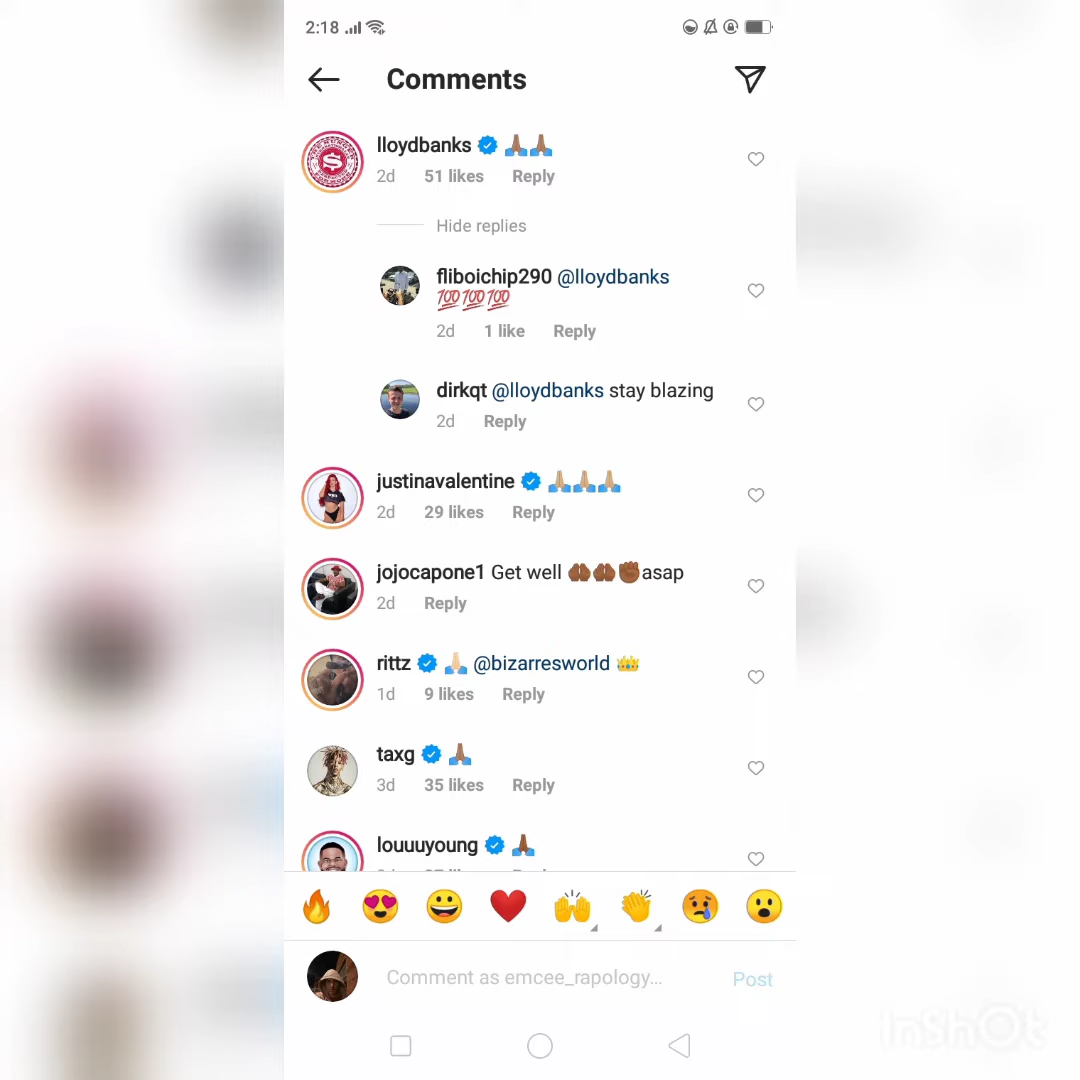 2:18
Comments
lloydbanks 🙏🏾🙏🏾
2d 51 likes Reply
Hide replies
fliboichip290 @lloydbanks
💯💯💯
2d 1 like Reply
dirkqt @lloydbanks stay blazing
2d Reply
justinavalentine 🙏🏼🙏🏼🙏🏼
2d 29 likes Reply
jojocapone1 Get well 🤲🏾🤲🏾✊🏾asap
2d Reply
rittz 🙏🏻 @bizarresworld 👑
1d 9 likes Reply
taxg 🙏🏾
3d 35 likes Reply
louuuyoung 🙏🏾
Comment as emcee_rapology... Post
InShOt